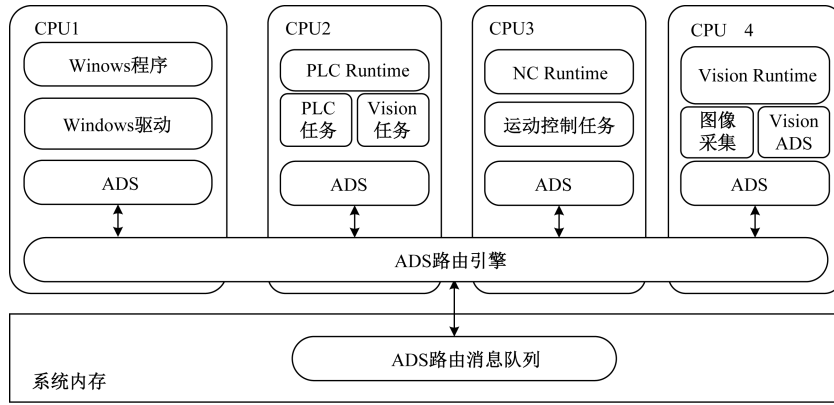 CPU1
Winows程序
Windows驱动
ADS
CPU2
PLC Runtime
PLC
任务
Vision
任务
ADS
CPU3
NC Runtime
运动控制任务
ADS
CPU 4
Vision Runtime
图像
采集
Vision
ADS
ADS
ADS路由引擎
ADS路由消息队列
系统内存